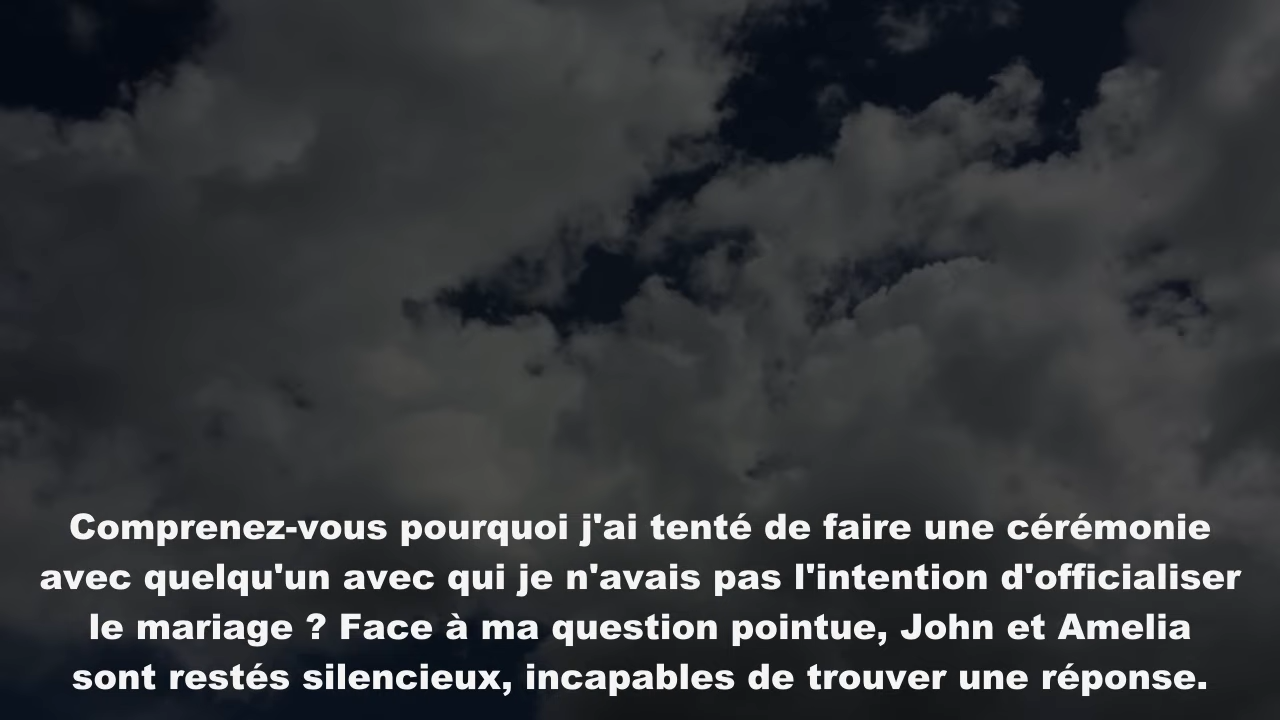 Comprenez-vous pourquoi j'ai tenté de faire une cérémonie
avec quelqu'un avec qui je n'avais pas l'intention d'officialiser
le mariage ? Face à ma question pointue, John et Amelia
sont restés silencieux, incapables de trouver une réponse.